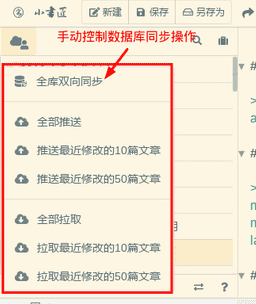 小书匠
新建
保存
另存为
手动控制数据库同步操作
全库双向同步
全部推送
推送最近修改的10篇文章
推送最近修改的50篇文章
全部拉取
拉取最近修改的10篇文章
拉取最近修改的50篇文章